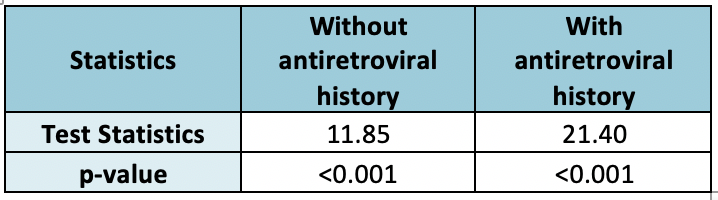 Statistics
Without
antiretroviral
history
With
antiretroviral
history
Test Statistics 11.85 21.40
p-value <0.001 <0.001